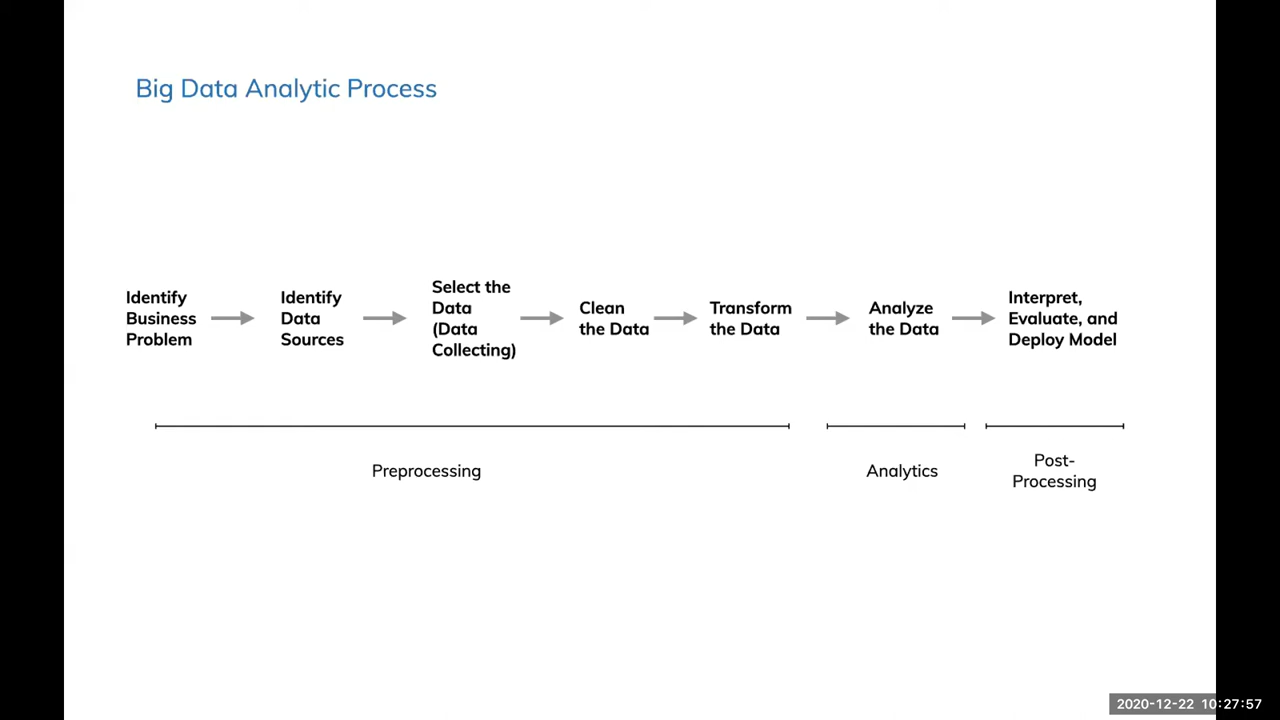 Big Data Analytic Process
Identify
Business
Problem
Identify
Data
Sources
Select the
Data
(Data
Collecting)
Clean
the Data
Transform
the Data
Analyze
the Data
Interpret,
Evaluate, and
Deploy Model
Preprocessing
Analytics
Post-
Processing
2020-12-22 10:27:57